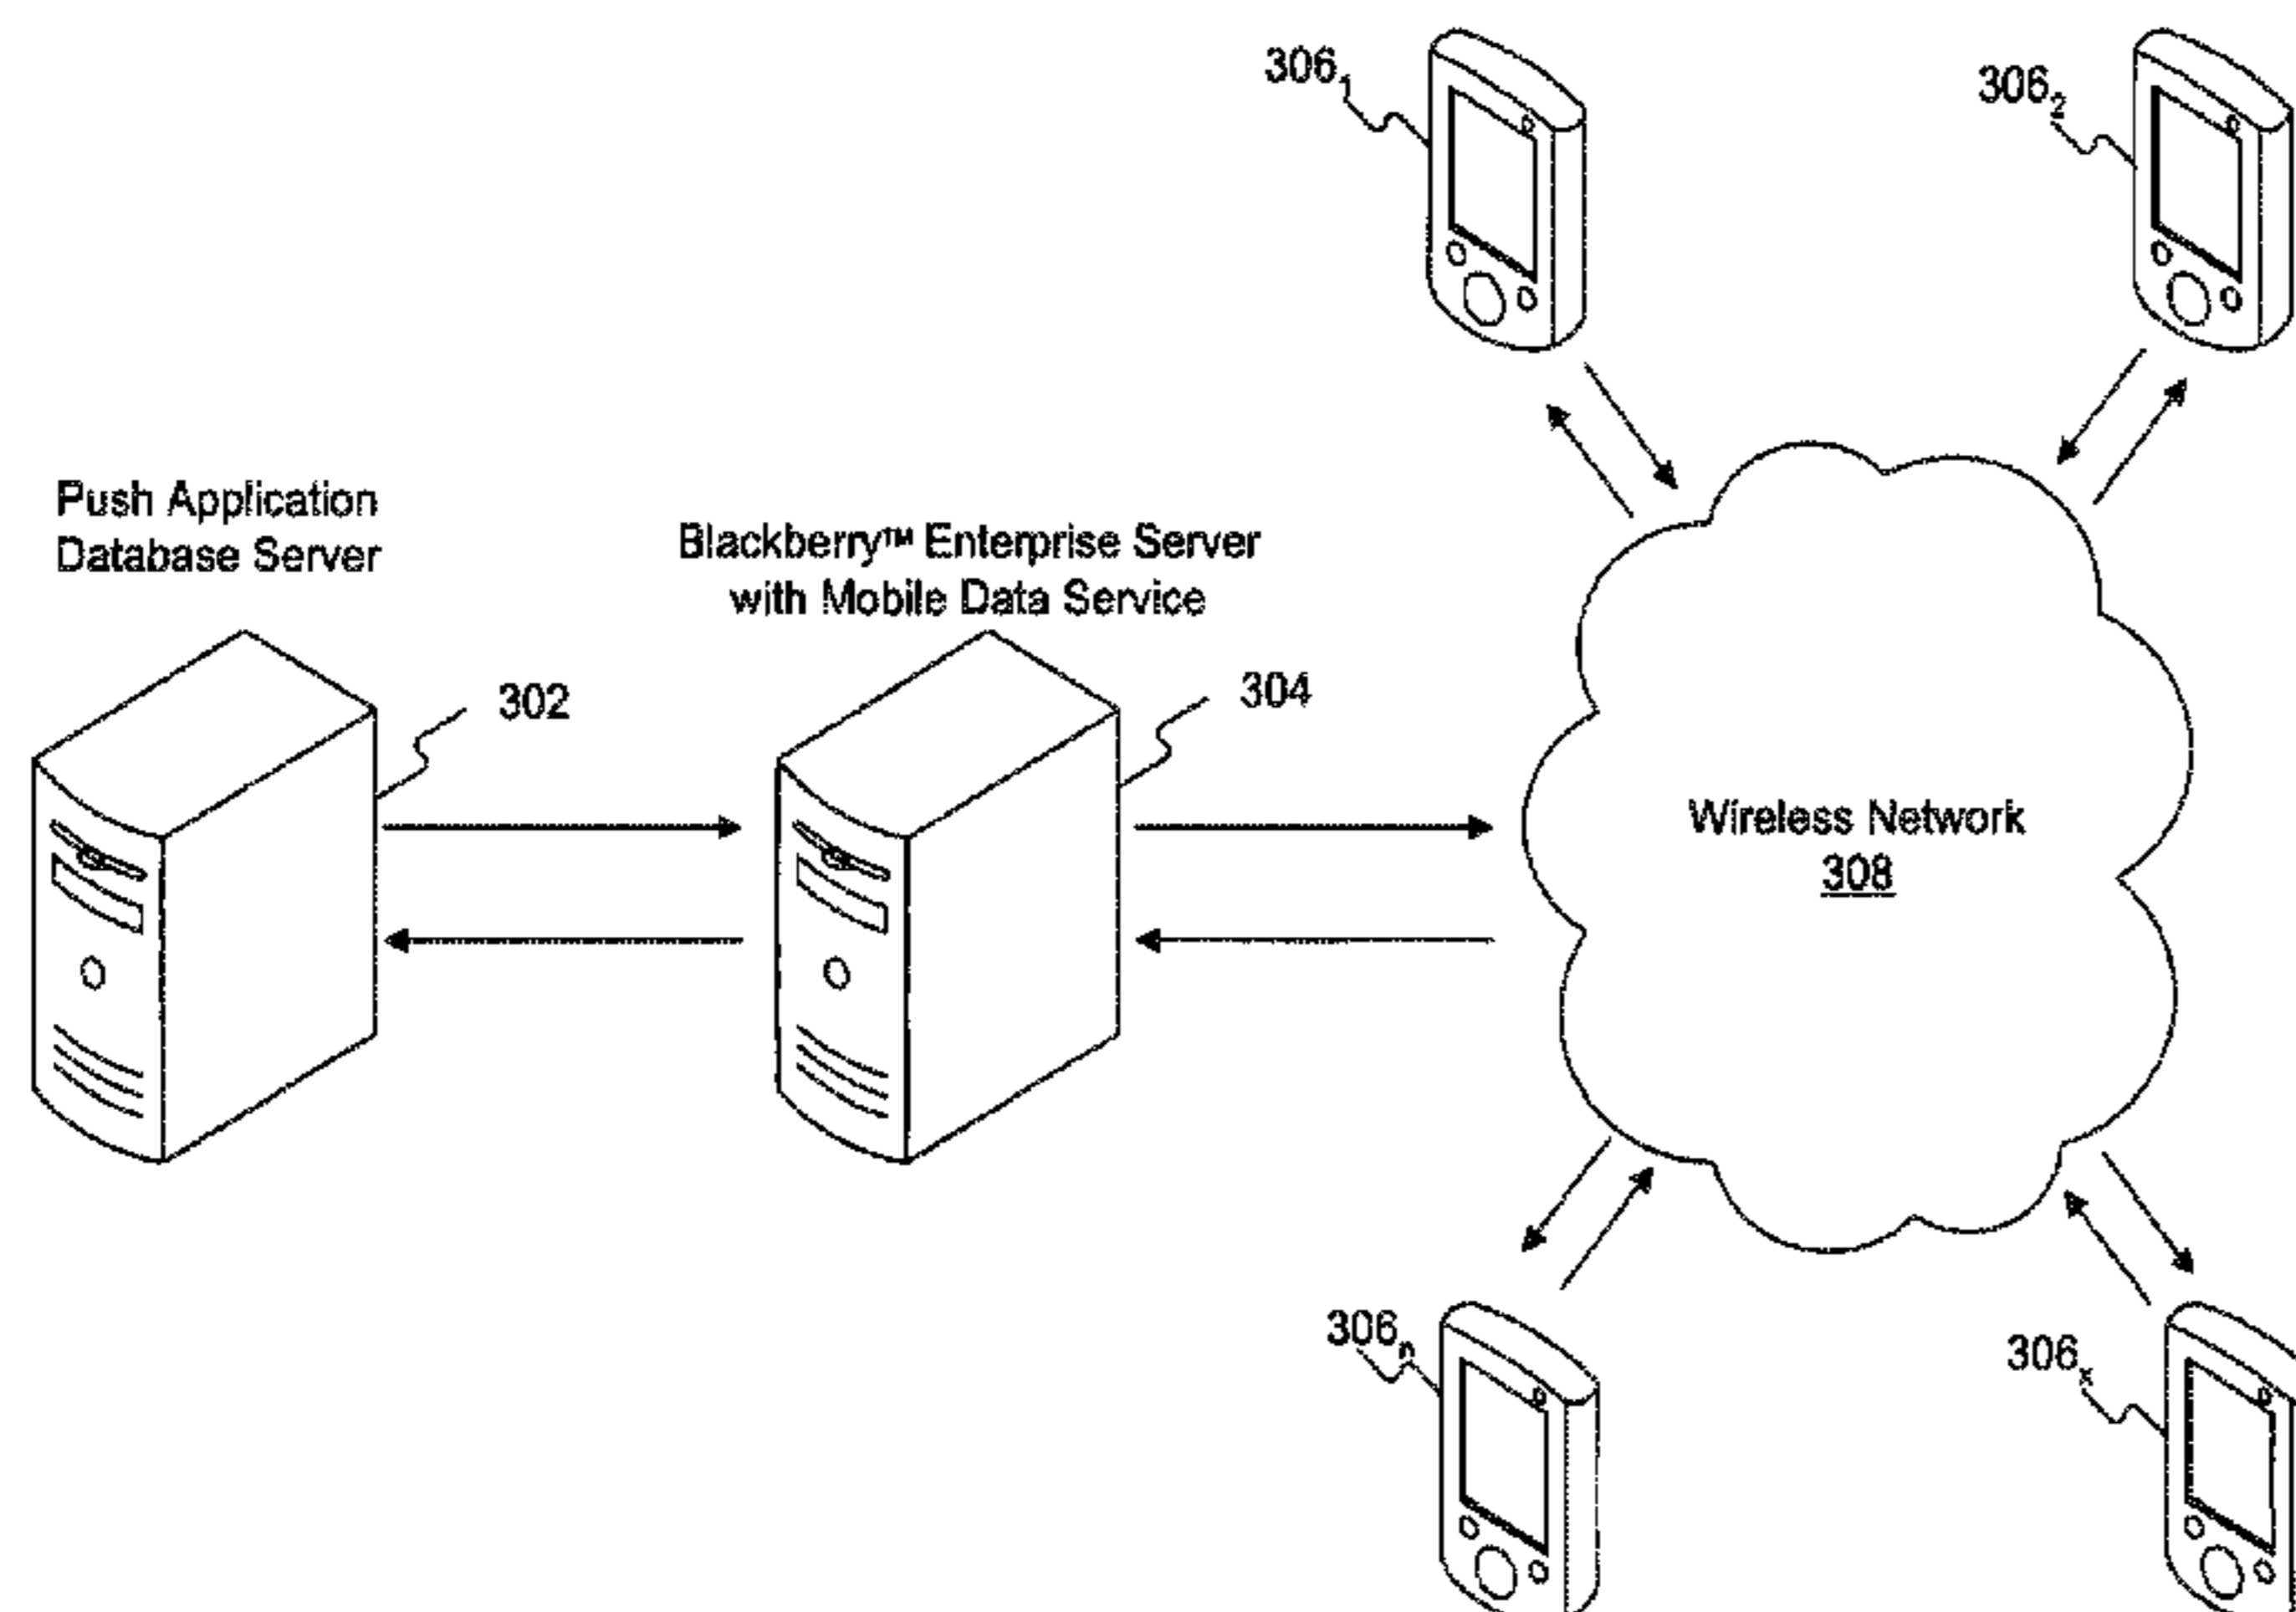 306₁
306₂
Push Application
Database Server
Blackberry™ Enterprise Server
with Mobile Data Service
302
304
Wireless Network
308
306ₙ
306ₓ